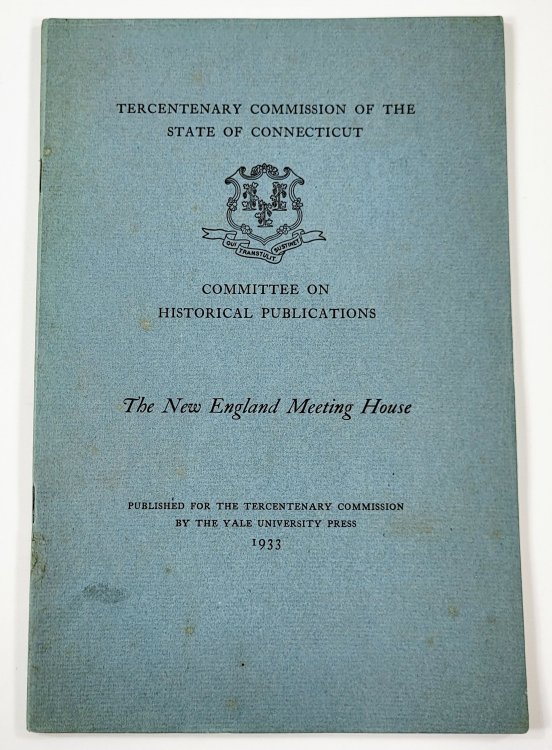 TERCENTENARY COMMISSION OF THE
STATE OF CONNECTICUT
QUI TRANSTULIT SUSTINET
COMMITTEE ON
HISTORICAL PUBLICATIONS
The New England Meeting House
PUBLISHED FOR THE TERCENTENARY COMMISSION
BY THE YALE UNIVERSITY PRESS
1933